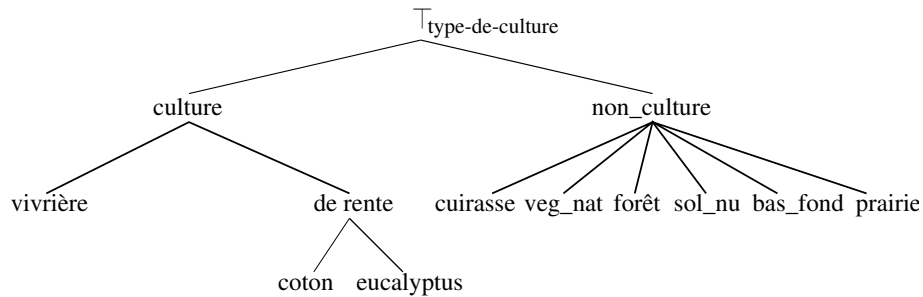 ⊤type-de-culture
culture non_culture
vivrière de rente cuirasse veg_nat forêt sol_nu bas_fond prairie
coton eucalyptus